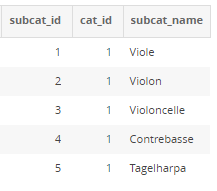 subcat_id cat_id subcat_name
1 1 Viole
2 1 Violon
3 1 Violoncelle
4 1 Contrebasse
5 1 Tagelharpa